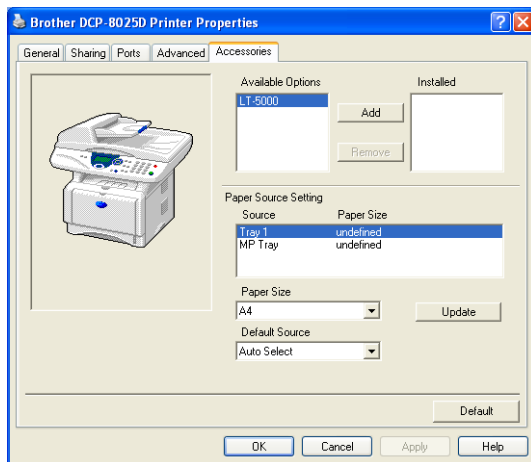 Brother DCP-8025D Printer Properties
General Sharing Ports Advanced Accessories
Available Options Installed
LT-5000
Add
Remove
Paper Source Setting
Source Paper Size
Tray 1 undefined
MP Tray undefined
Paper Size
A4 Update
Default Source
Auto Select
Default
OK Cancel Apply Help